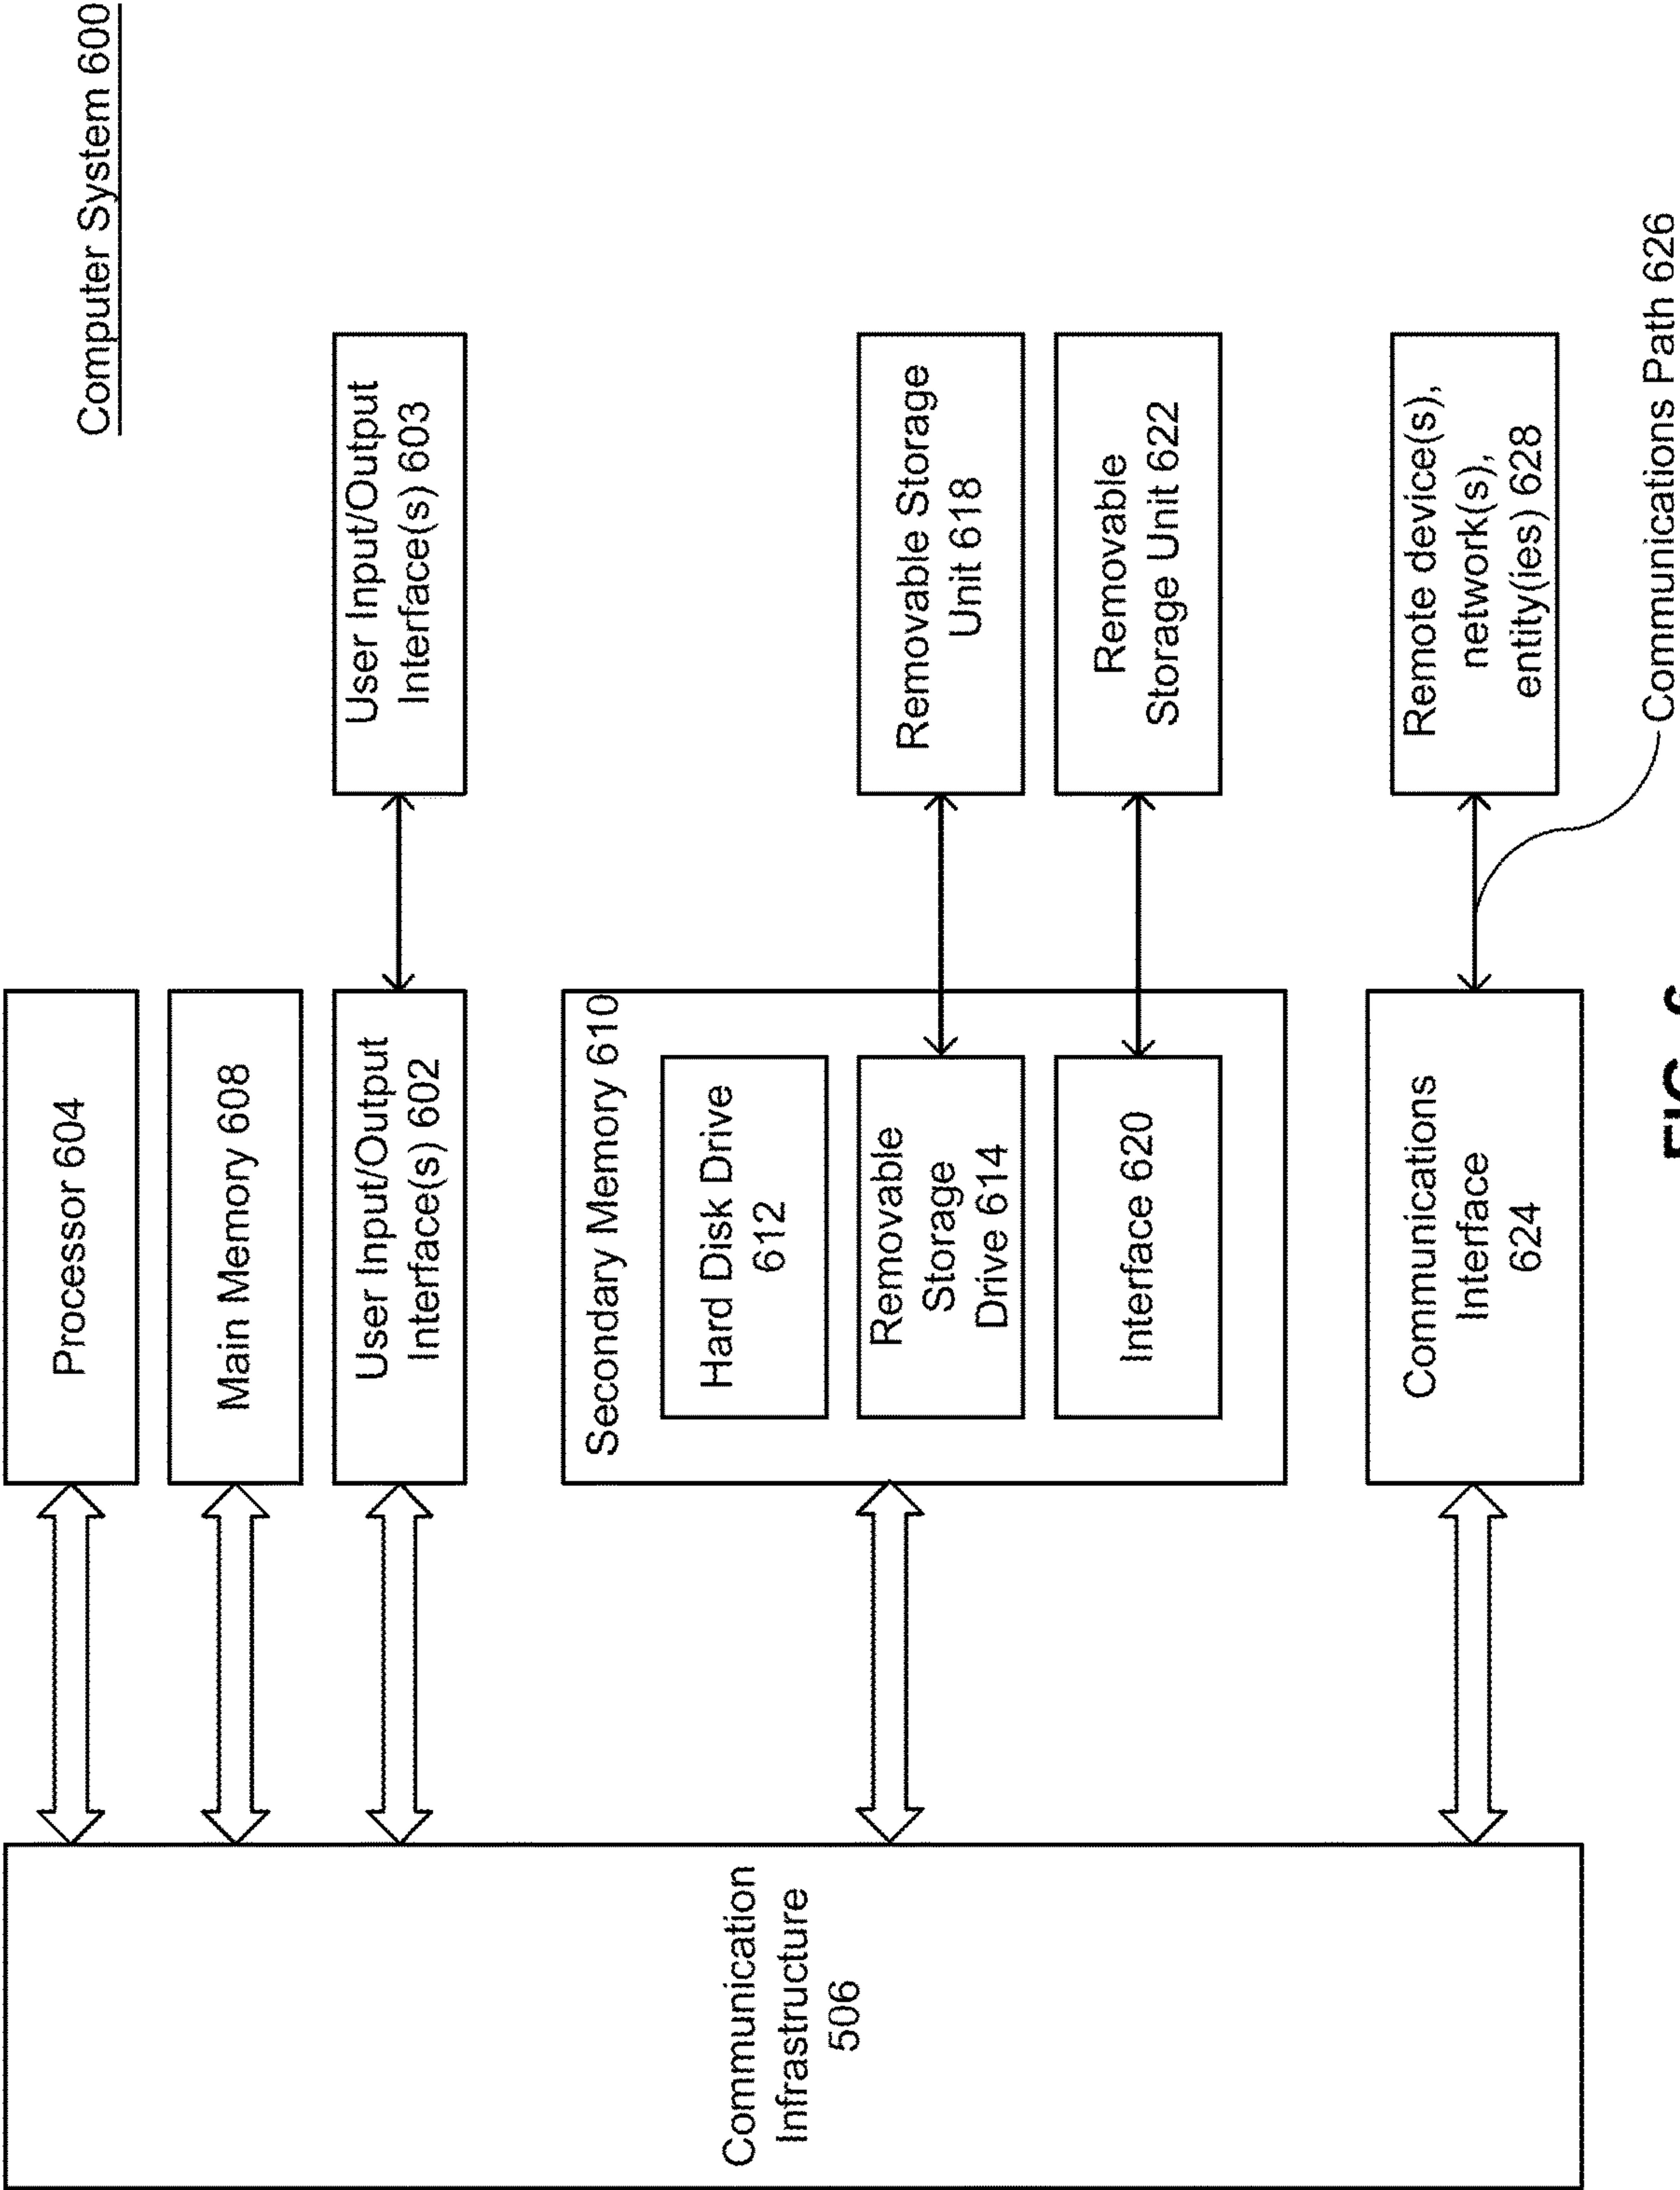 Computer System 600
Processor 604
Main Memory 608
User Input/Output
Interface(s) 602
User Input/Output
Interface(s) 603
Secondary Memory 610
Hard Disk Drive
612
Removable
Storage
Drive 614
Removable Storage
Unit 618
Interface 620
Removable
Storage Unit 622
Communications
Interface
624
Remote device(s),
network(s),
entity(ies) 628
Communications Path 626
Communication
Infrastructure
506